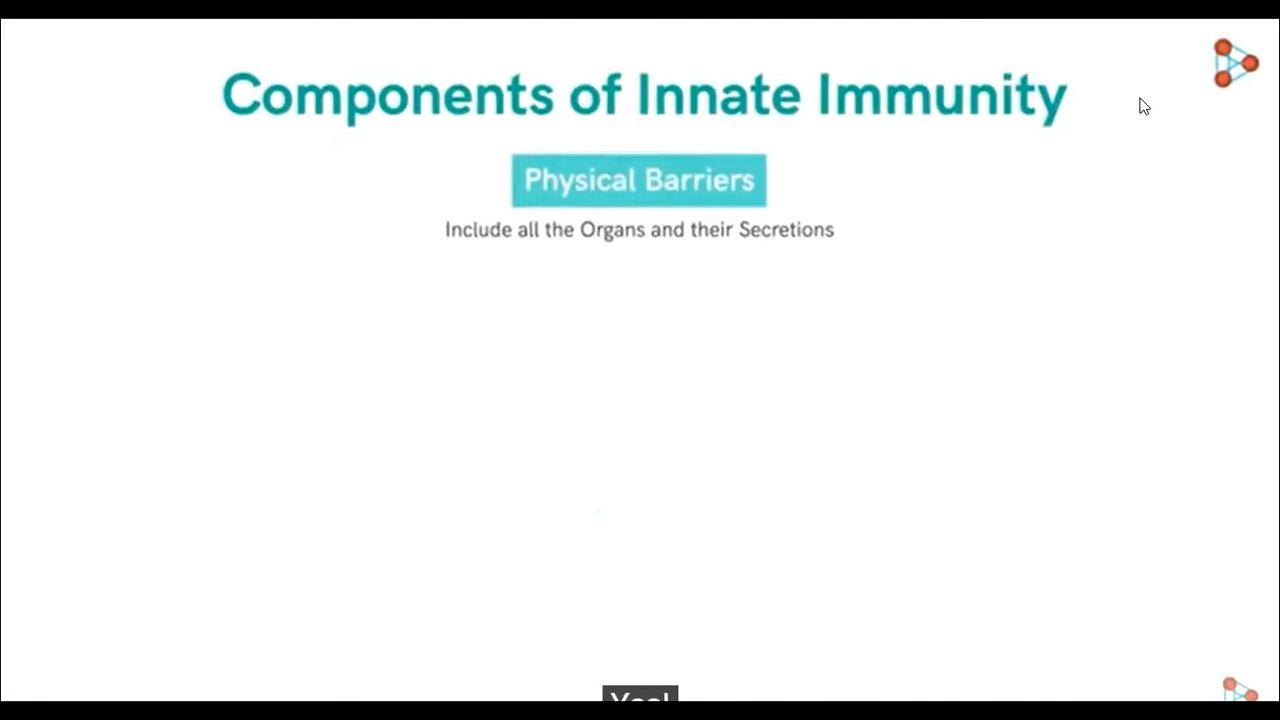 Components of Innate Immunity
Physical Barriers
Include all the Organs and their Secretions